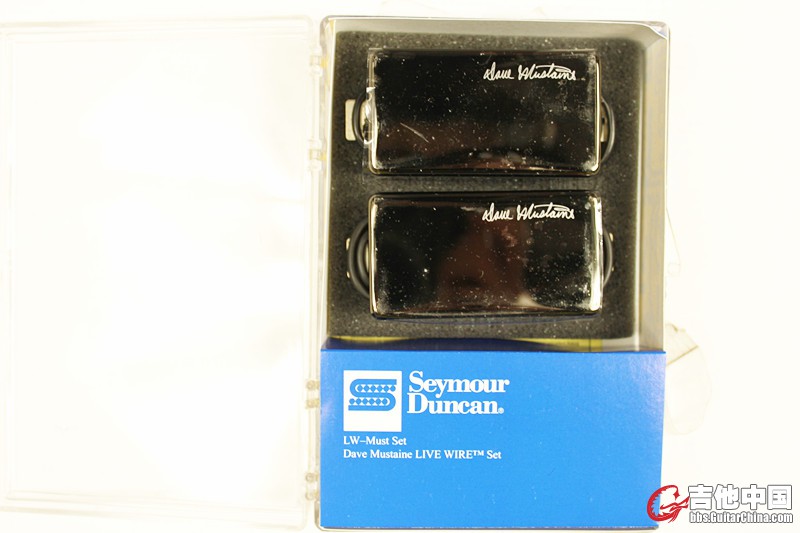 Dave Mustaine
Dave Mustaine
Seymour
Duncan®
LW-Must Set
Dave Mustaine LIVE WIRE™ Set
吉他中国
bbs.GuitarChina.com